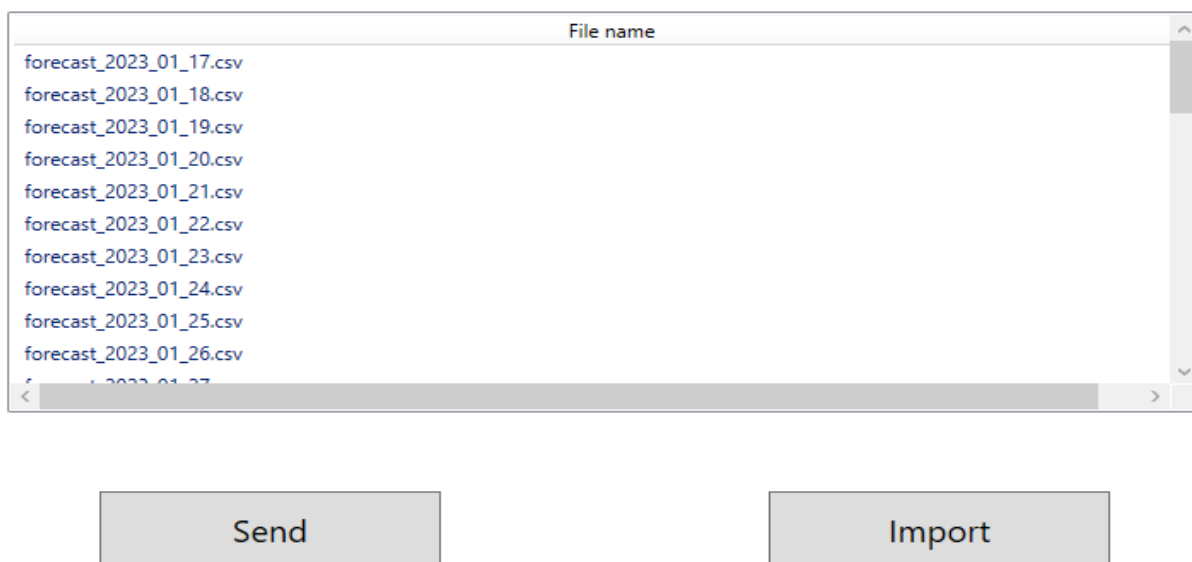 File name
forecast_2023_01_17.csv
forecast_2023_01_18.csv
forecast_2023_01_19.csv
forecast_2023_01_20.csv
forecast_2023_01_21.csv
forecast_2023_01_22.csv
forecast_2023_01_23.csv
forecast_2023_01_24.csv
forecast_2023_01_25.csv
forecast_2023_01_26.csv
Send
Import